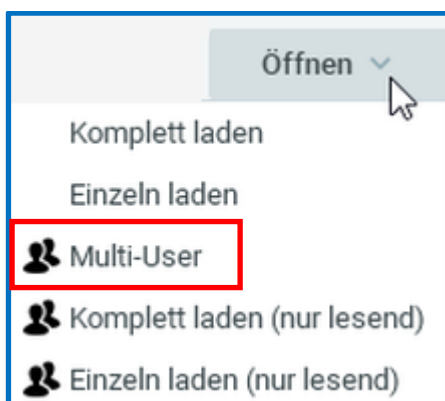 Öffnen
Komplett laden
Einzeln laden
Multi-User
Komplett laden (nur lesend)
Einzeln laden (nur lesend)